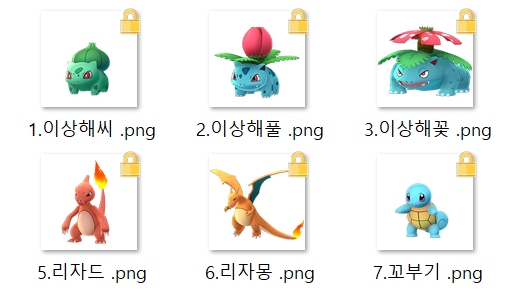 1.이상해씨 .png
2.이상해풀 .png
3.이상해꽃 .png
5.리자드 .png
6.리자몽 .png
7.꼬부기 .png